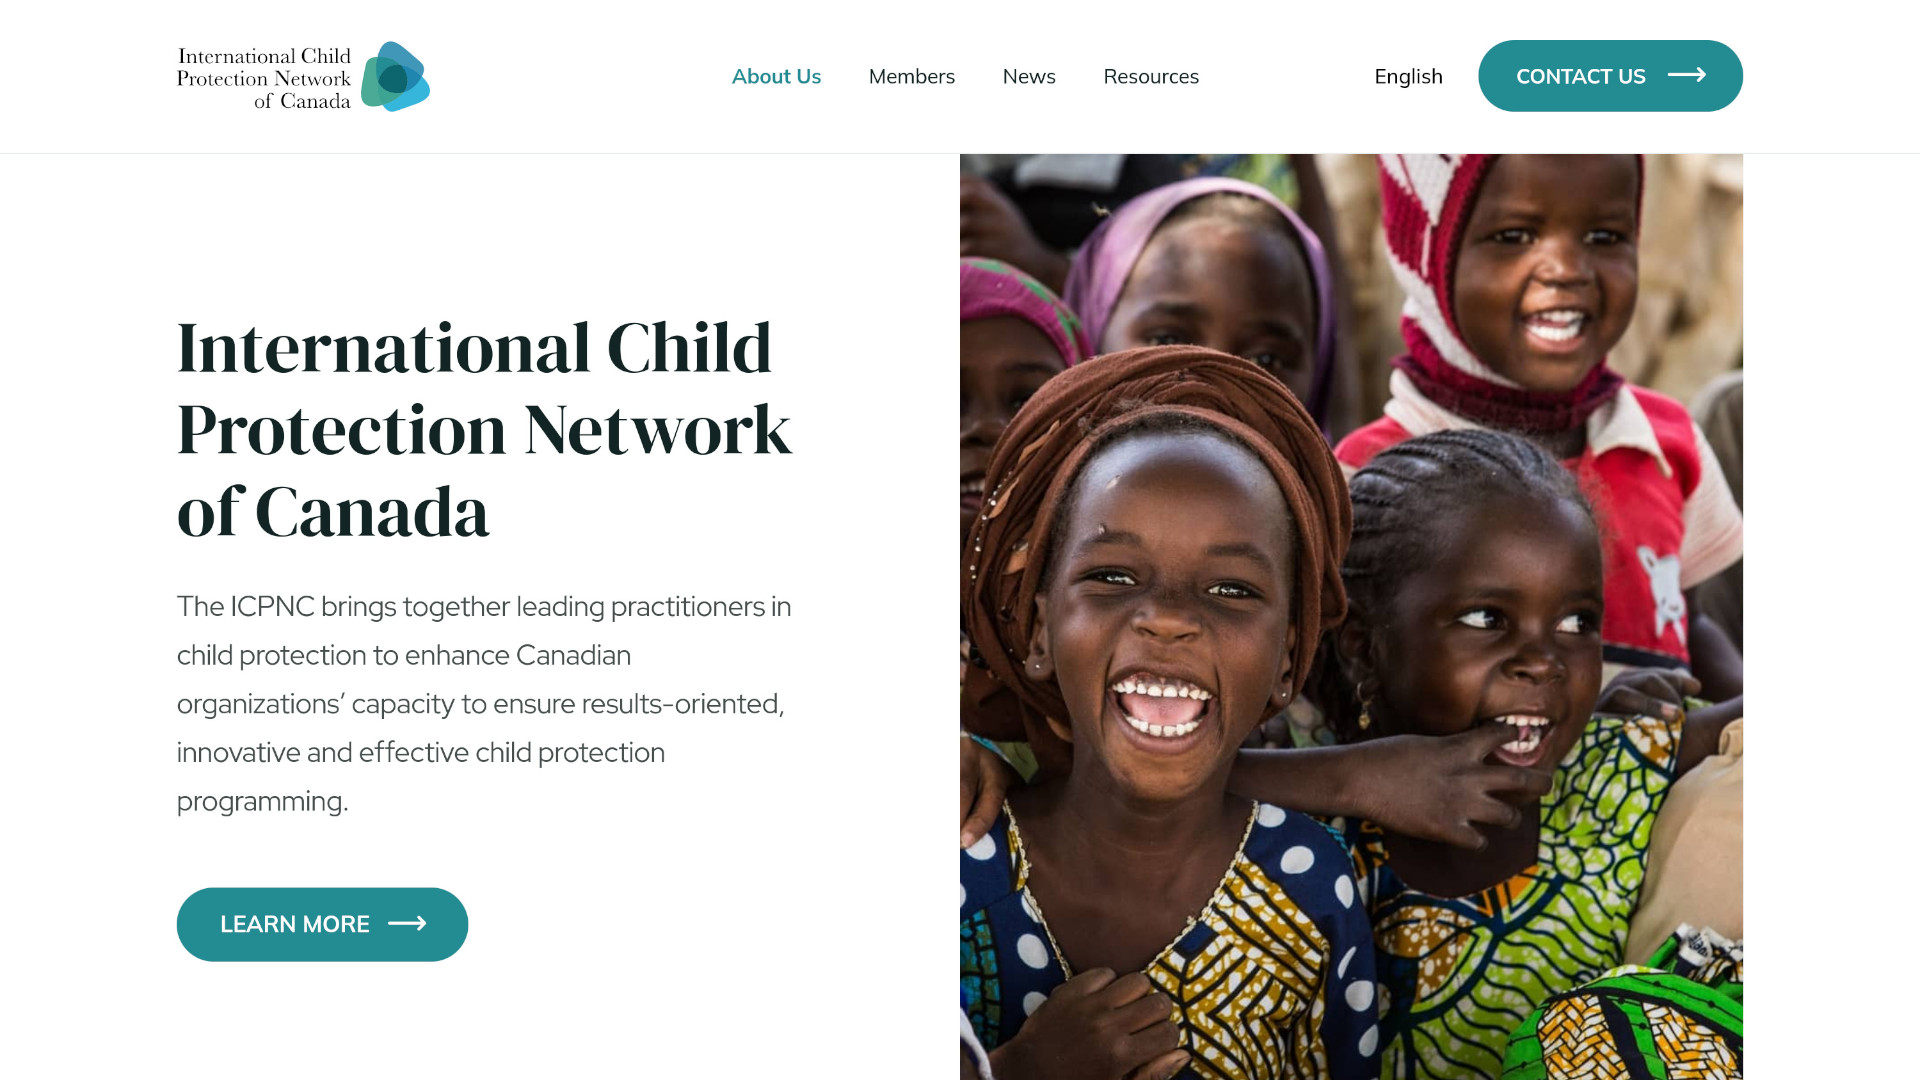 International Child
Protection Network
of Canada
About Us
Members
News
Resources
English
CONTACT US
International Child
Protection Network
of Canada
The ICPNC brings together leading practitioners in
child protection to enhance Canadian
organizations’ capacity to ensure results-oriented,
innovative and effective child protection
programming.
LEARN MORE